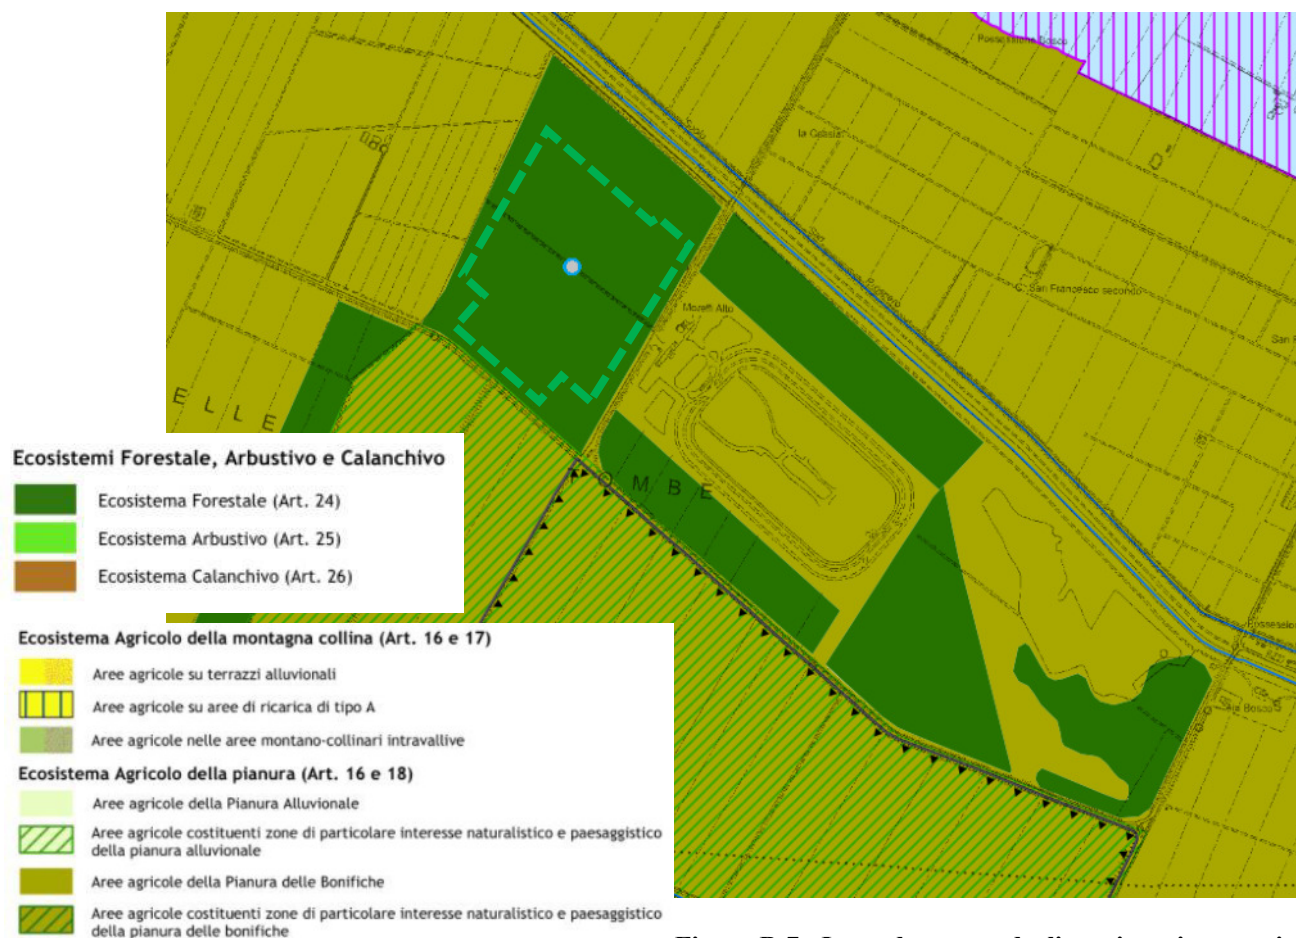 Possessione Bosco
la Grassa
C. San Francesco secondo
San F
Moretti Alto
E L L E
O M B E
Ecosistemi Forestale, Arbustivo e Calanchivo
Ecosistema Forestale (Art. 24)
Ecosistema Arbustivo (Art. 25)
Ecosistema Calanchivo (Art. 26)
Ecosistema Agricolo della montagna collina (Art. 16 e 17)
Aree agricole su terrazzi alluvionali
Aree agricole su aree di ricarica di tipo A
Aree agricole nelle aree montano-collinari intravallive
Ecosistema Agricolo della pianura (Art. 16 e 18)
Aree agricole della Pianura Alluvionale
Aree agricole costituenti zone di particolare interesse naturalistico e paesaggistico
della pianura alluvionale
Aree agricole della Pianura delle Bonifiche
Aree agricole costituenti zone di particolare interesse naturalistico e paesaggistico
della pianura delle bonifiche